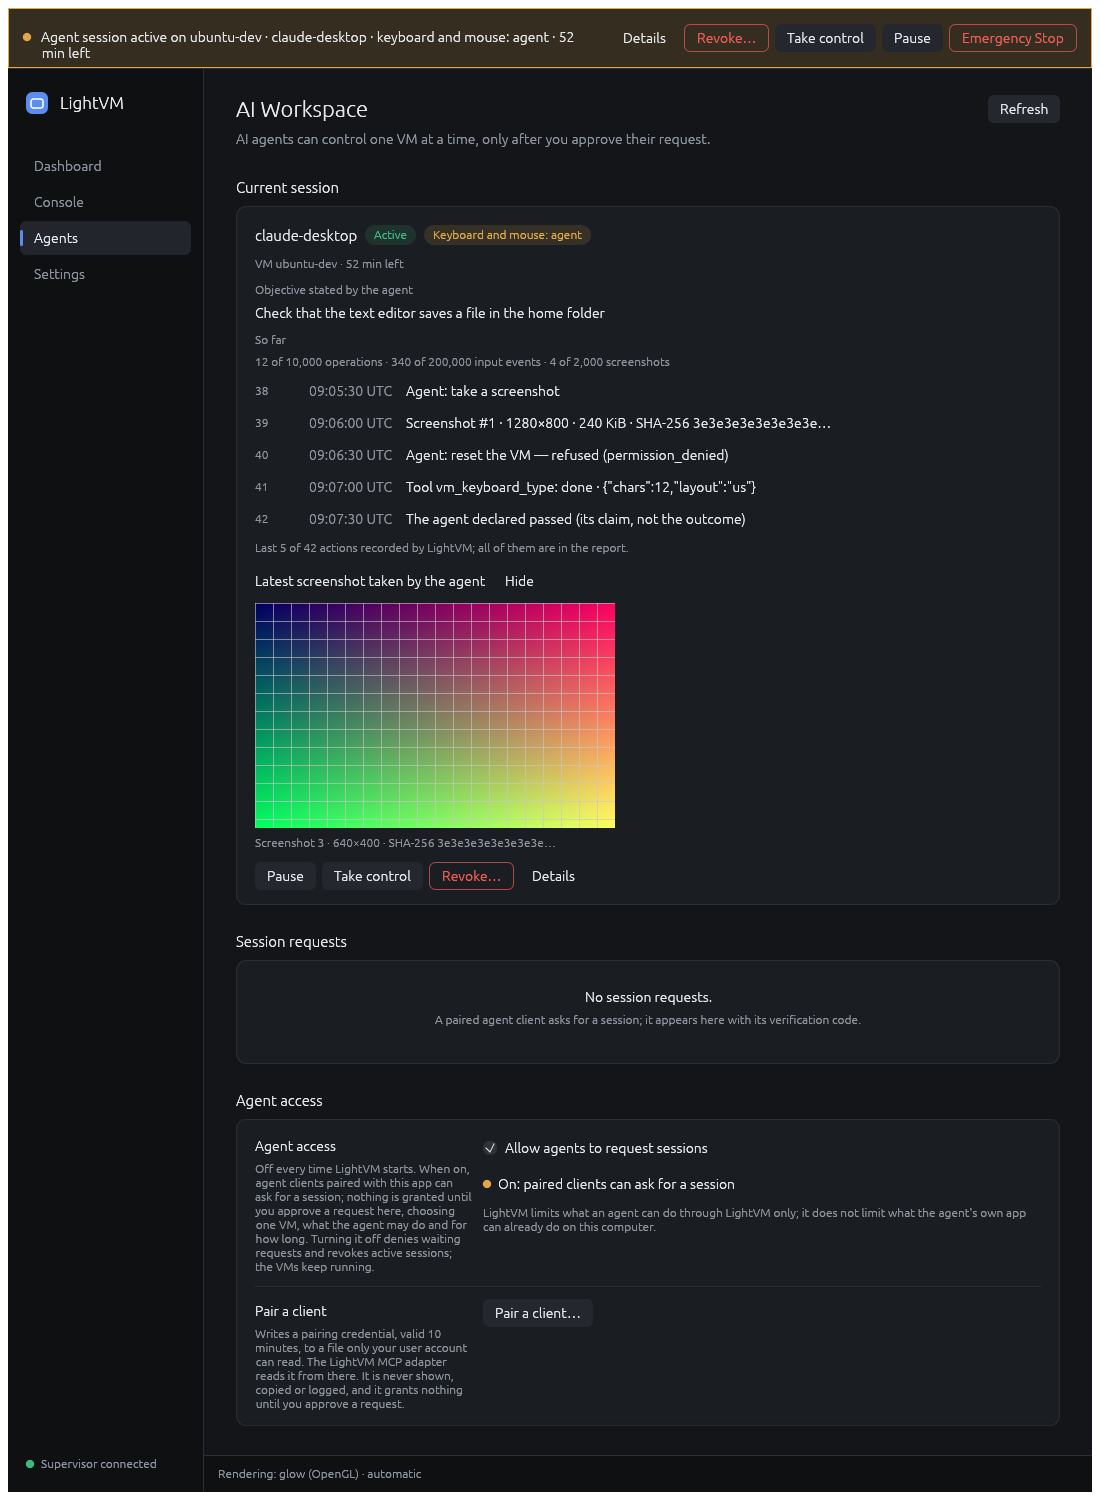 Agent session active on ubuntu-dev · claude-desktop · keyboard and mouse: agent · 52
min left
Details
Revoke…
Take control
Pause
Emergency Stop
LightVM
Dashboard
Console
Agents
Settings
AI Workspace
Refresh
AI agents can control one VM at a time, only after you approve their request.
Current session
claude-desktop Active Keyboard and mouse: agent
VM ubuntu-dev · 52 min left
Objective stated by the agent
Check that the text editor saves a file in the home folder
So far
12 of 10,000 operations · 340 of 200,000 input events · 4 of 2,000 screenshots
38 09:05:30 UTC Agent: take a screenshot
39 09:06:00 UTC Screenshot #1 · 1280×800 · 240 KiB · SHA-256 3e3e3e3e3e3e3e3e…
40 09:06:30 UTC Agent: reset the VM — refused (permission_denied)
41 09:07:00 UTC Tool vm_keyboard_type: done · {"chars":12,"layout":"us"}
42 09:07:30 UTC The agent declared passed (its claim, not the outcome)
Last 5 of 42 actions recorded by LightVM; all of them are in the report.
Latest screenshot taken by the agent Hide
Screenshot 3 · 640×400 · SHA-256 3e3e3e3e3e3e3e3e…
Pause
Take control
Revoke…
Details
Session requests
No session requests.
A paired agent client asks for a session; it appears here with its verification code.
Agent access
Agent access
Off every time LightVM starts. When on,
agent clients paired with this app can
ask for a session; nothing is granted until
you approve a request here, choosing
one VM, what the agent may do and for
how long. Turning it off denies waiting
requests and revokes active sessions;
the VMs keep running.
Allow agents to request sessions
On: paired clients can ask for a session
LightVM limits what an agent can do through LightVM only; it does not limit what the agent's own app
can already do on this computer.
Pair a client
Writes a pairing credential, valid 10
minutes, to a file only your user account
can read. The LightVM MCP adapter
reads it from there. It is never shown,
copied or logged, and it grants nothing
until you approve a request.
Pair a client…
Supervisor connected
Rendering: glow (OpenGL) · automatic